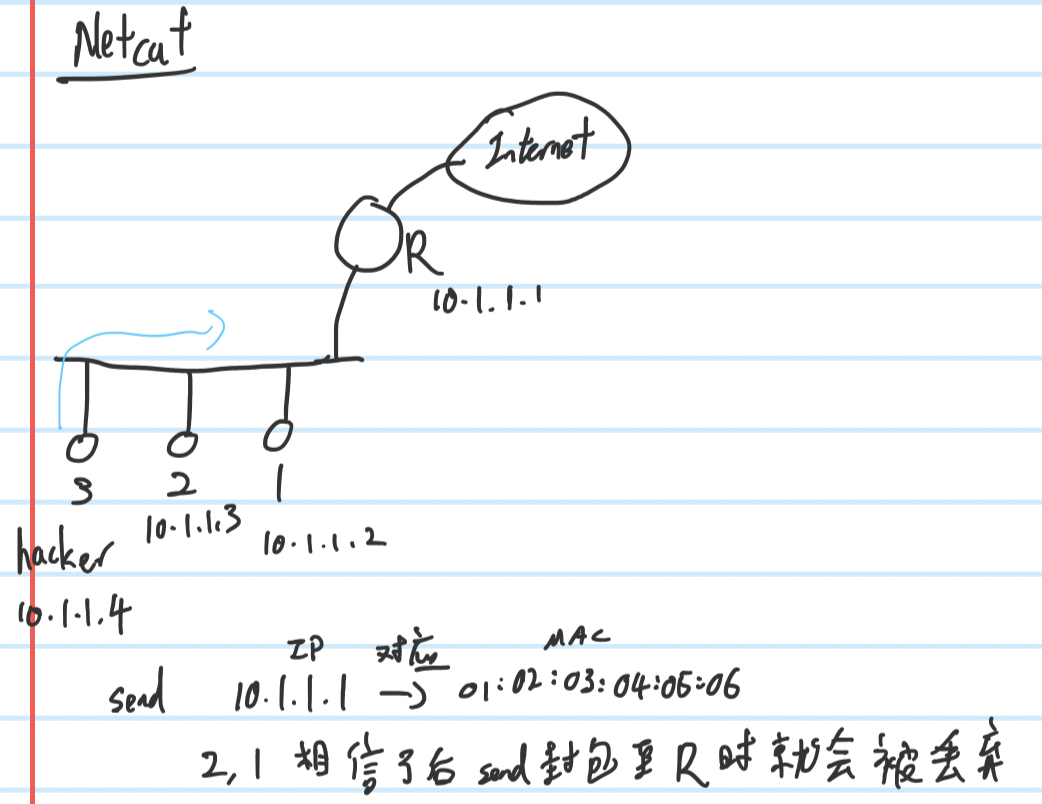 Netcut
Internet
R
10.1.1.1
3
2
1
10.1.1.3
10.1.1.2
hacker
10.1.1.4
IP 对应 MAC
send 10.1.1.1 → 01:02:03:04:05:06
2,1 相信了后 send 封包至 R 时就会被丢弃